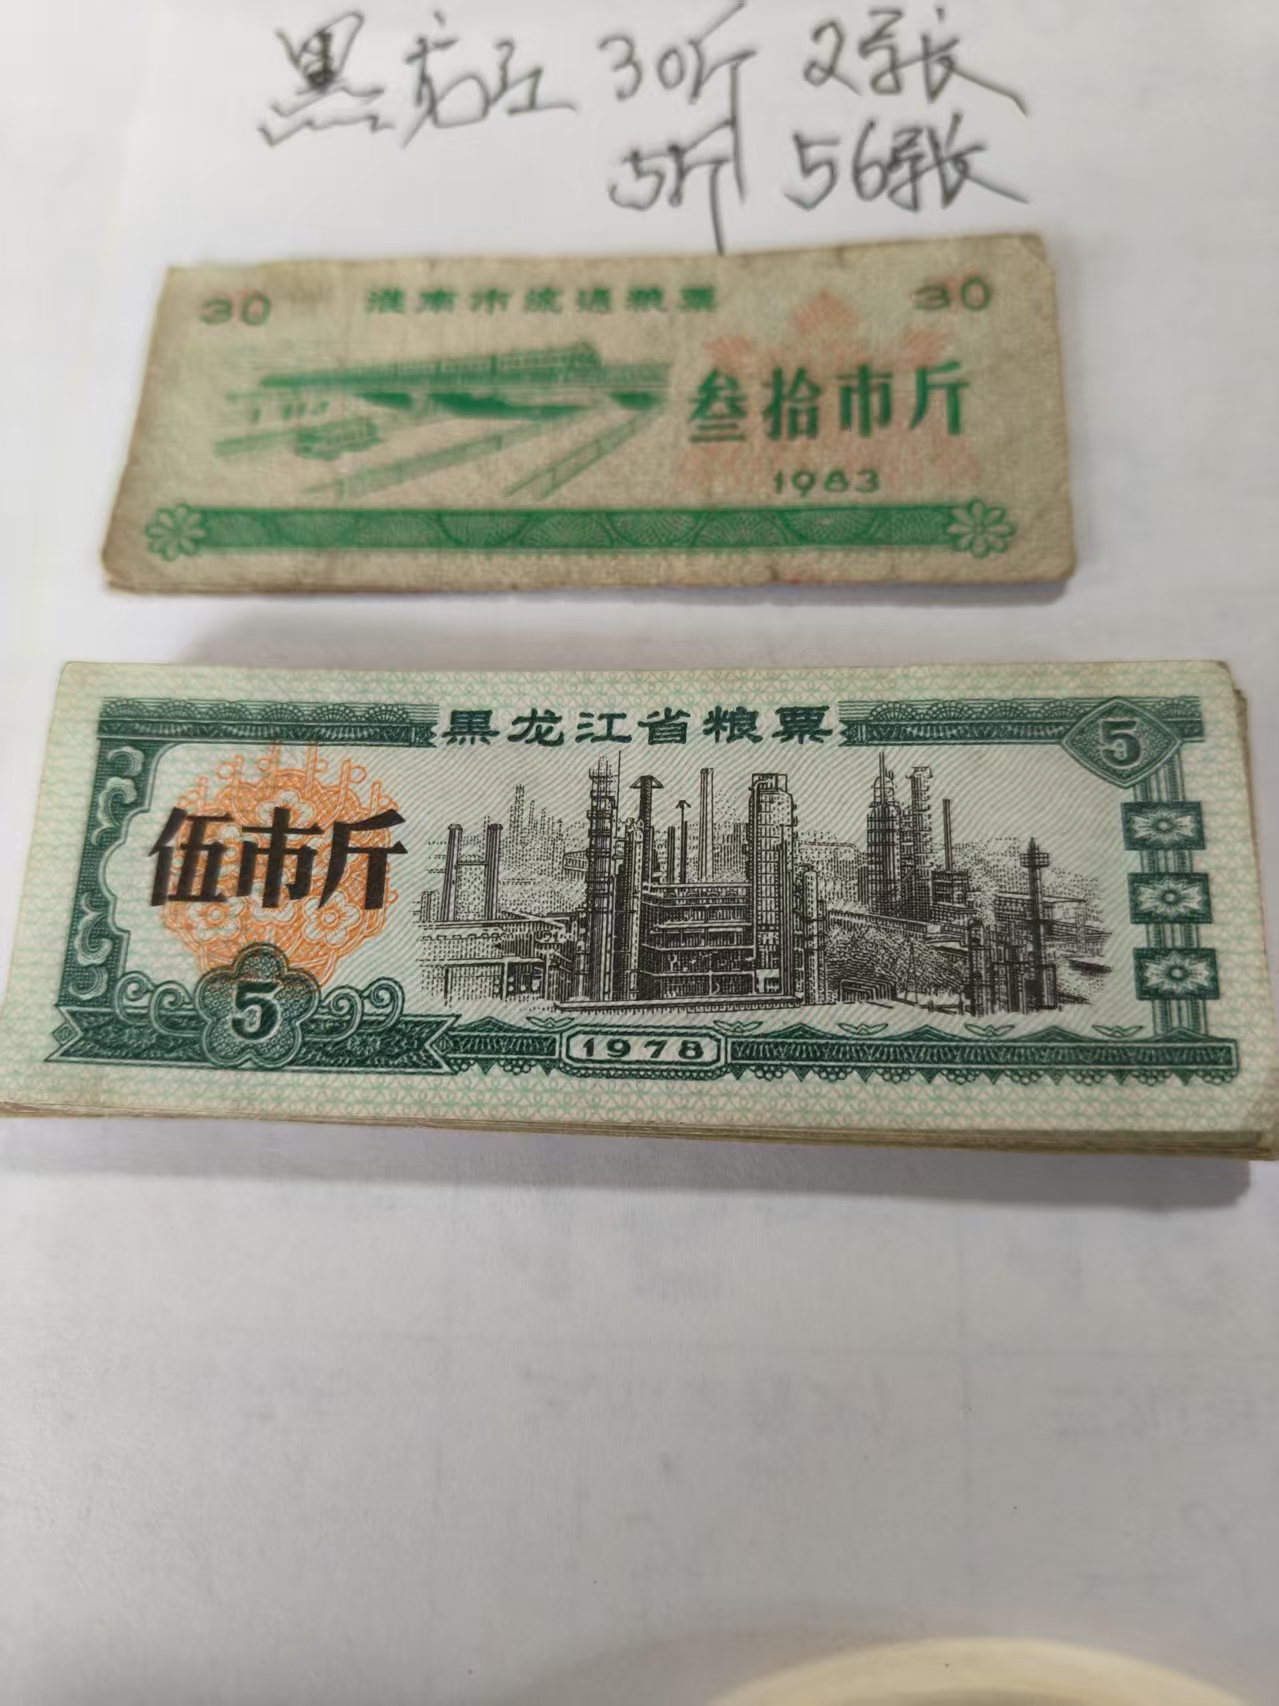 黑龙江 30斤 2张
5斤 56张
30 淮南市流通粮票 30
叁拾市斤
1983
黑龙江省粮票 5
伍市斤
5
1978